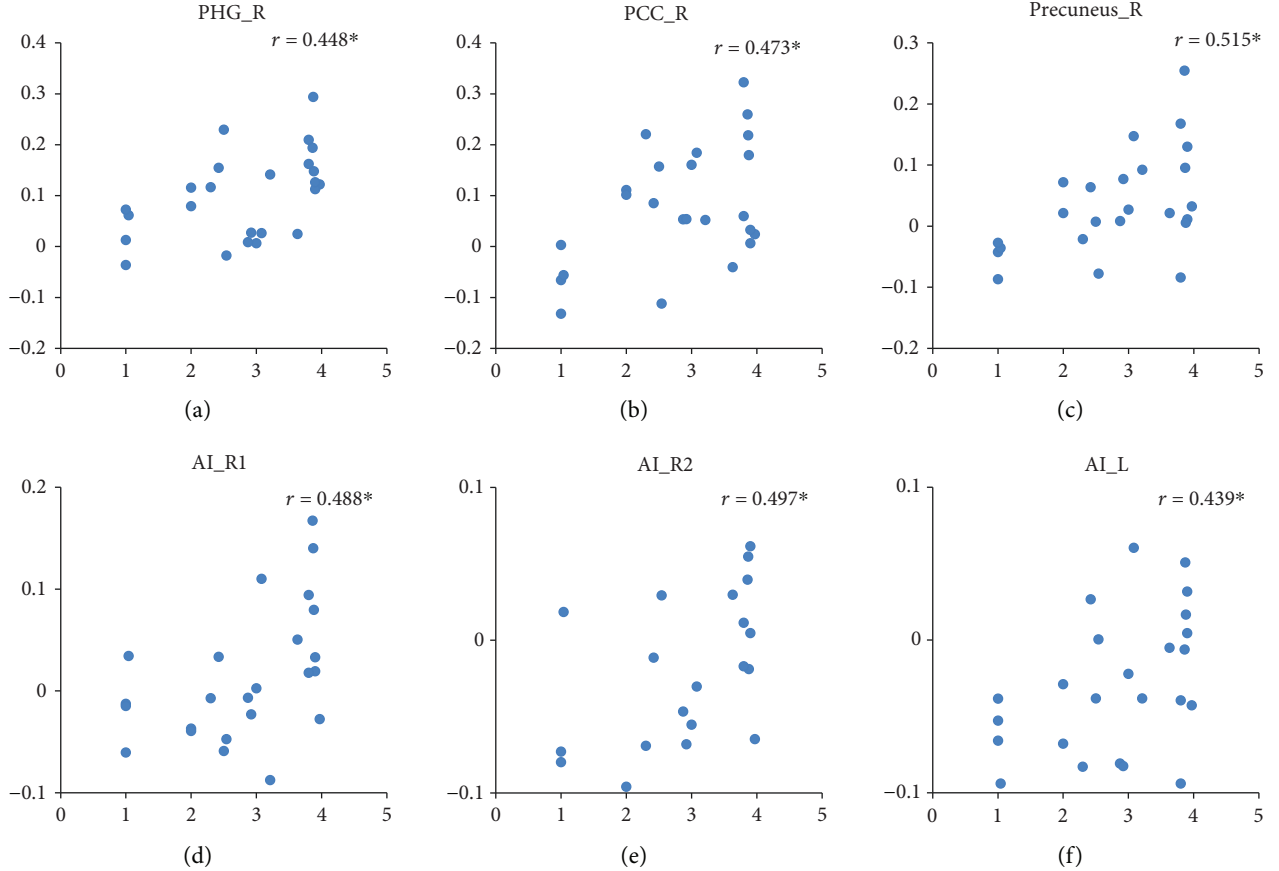 PHG_R
r = 0.448*
0.4
0.3
0.2
0.1
0
−0.1
−0.2
0 1 2 3 4 5
(a)
PCC_R
r = 0.473*
0.4
0.3
0.2
0.1
0
−0.1
−0.2
0 1 2 3 4 5
(b)
Precuneus_R
r = 0.515*
0.3
0.2
0.1
0
−0.1
−0.2
0 1 2 3 4 5
(c)
AI_R1
r = 0.488*
0.2
0.1
0
−0.1
0 1 2 3 4 5
(d)
AI_R2
r = 0.497*
0.1
0
−0.1
0 1 2 3 4 5
(e)
AI_L
r = 0.439*
0.1
0
−0.1
0 1 2 3 4 5
(f)